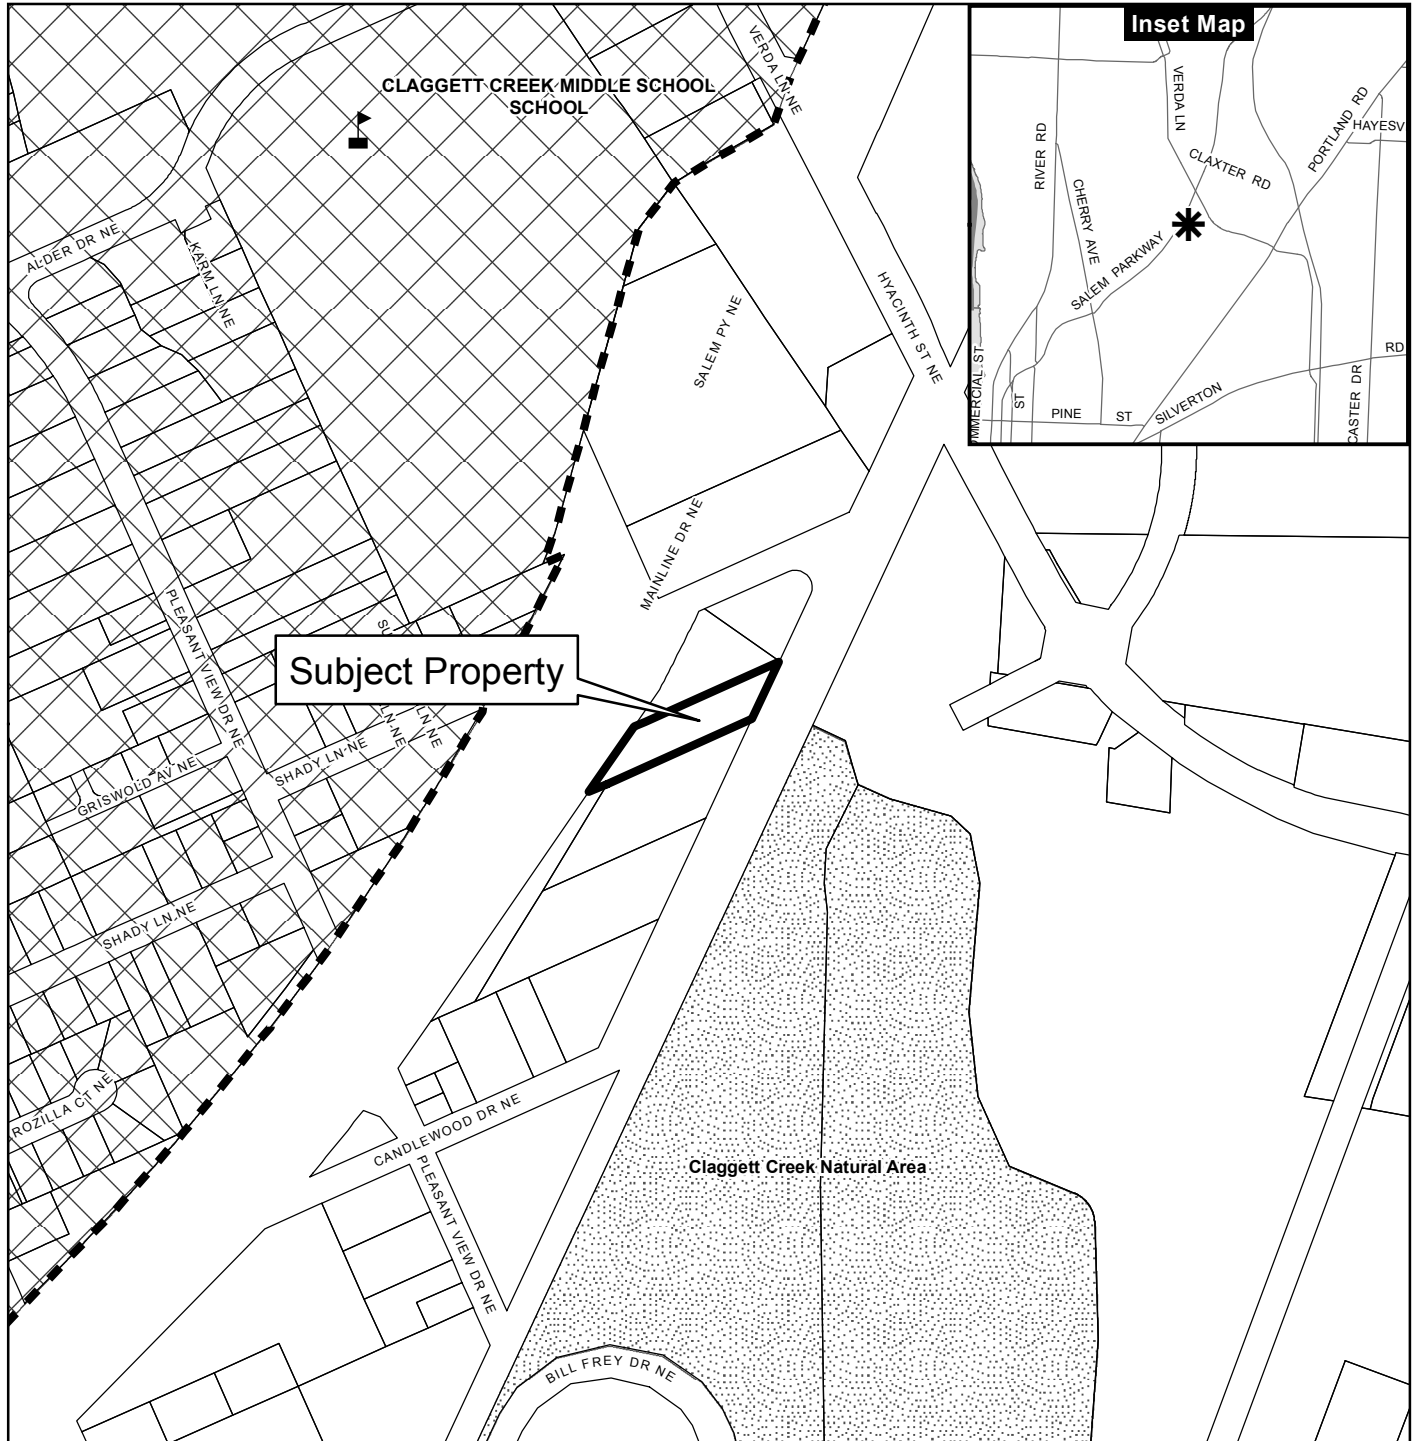 Inset Map
VERDA LN
RIVER RD
PORTLAND RD
HAYESV
CLAXTER RD
CHERRY AVE
SALEM PARKWAY
RD
OMMERCIAL ST
ST
PINE ST
SILVERTON
CASTER DR
VERDA LN NE
CLAGGETT CREEK MIDDLE SCHOOL
SCHOOL
ALDER DR NE
KARM LN NE
HYACINTH ST NE
SALEM PY NE
MAINLINE DR NE
PLEASANT VIEW DR NE
SU
LN NE
LN NE
Subject Property
SHADY LN NE
GRISWOLD AV NE
SHADY LN NE
ROZILLA CT NE
CANDLEWOOD DR NE
PLEASANT VIEW DR NE
Claggett Creek Natural Area
BILL FREY DR NE